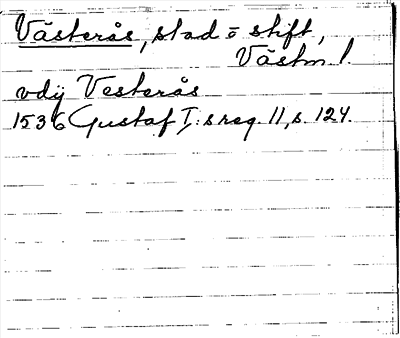 Västerås, stad o stift,
Västm l.
vdij Vesterås
1536 Gustaf I:s reg. 11, s. 124.